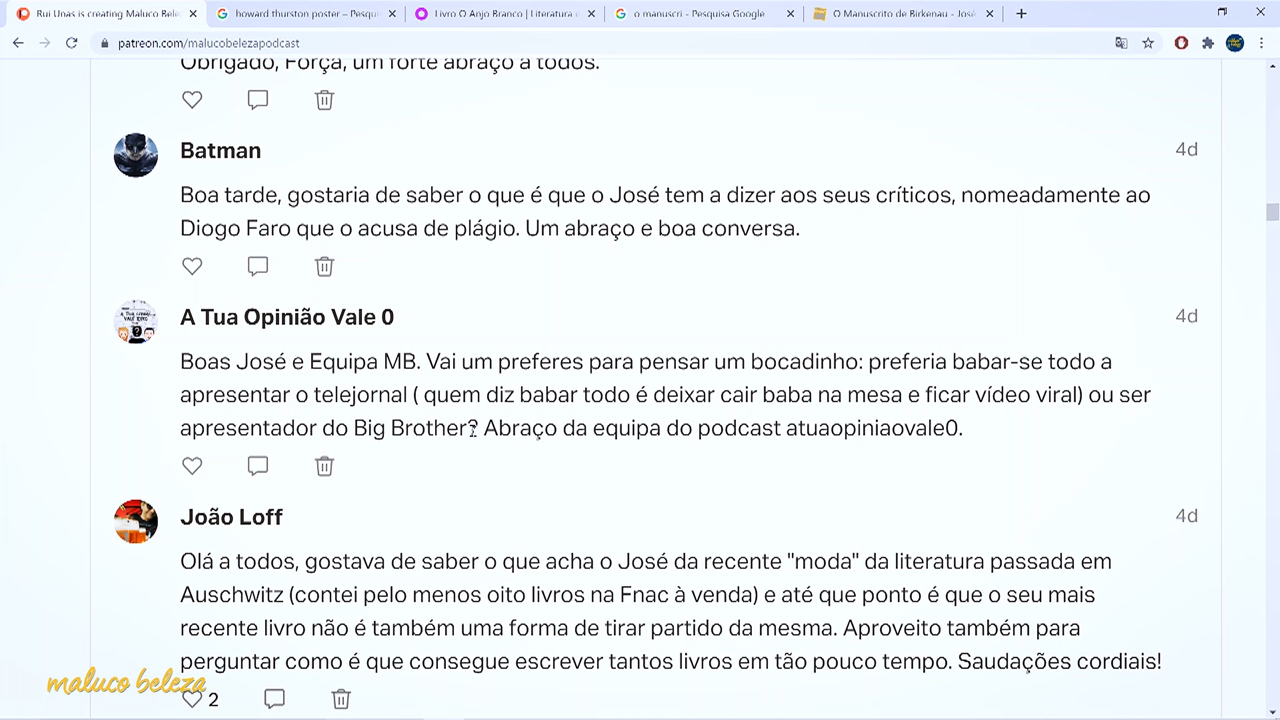 Rui Unas is creating Maluco Bele
howard thurston poster – Pesqui
Livro O Anjo Branco | Literatura
o manuscri - Pesquisa Google
O Manuscrito de Birkenau - José
patreon.com/malucobelezapodcast
Obrigado, Força, um forte abraço a todos.
Batman
4d
Boa tarde, gostaria de saber o que é que o José tem a dizer aos seus críticos, nomeadamente ao
Diogo Faro que o acusa de plágio. Um abraço e boa conversa.
A Tua Opinião Vale 0
4d
Boas José e Equipa MB. Vai um preferes para pensar um bocadinho: preferia babar-se todo a
apresentar o telejornal ( quem diz babar todo é deixar cair baba na mesa e ficar vídeo viral) ou ser
apresentador do Big Brother? Abraço da equipa do podcast atuaopiniaovale0.
João Loff
4d
Olá a todos, gostava de saber o que acha o José da recente "moda" da literatura passada em
Auschwitz (contei pelo menos oito livros na Fnac à venda) e até que ponto é que o seu mais
recente livro não é também uma forma de tirar partido da mesma. Aproveito também para
perguntar como é que consegue escrever tantos livros em tão pouco tempo. Saudações cordiais!
maluco beleza
2